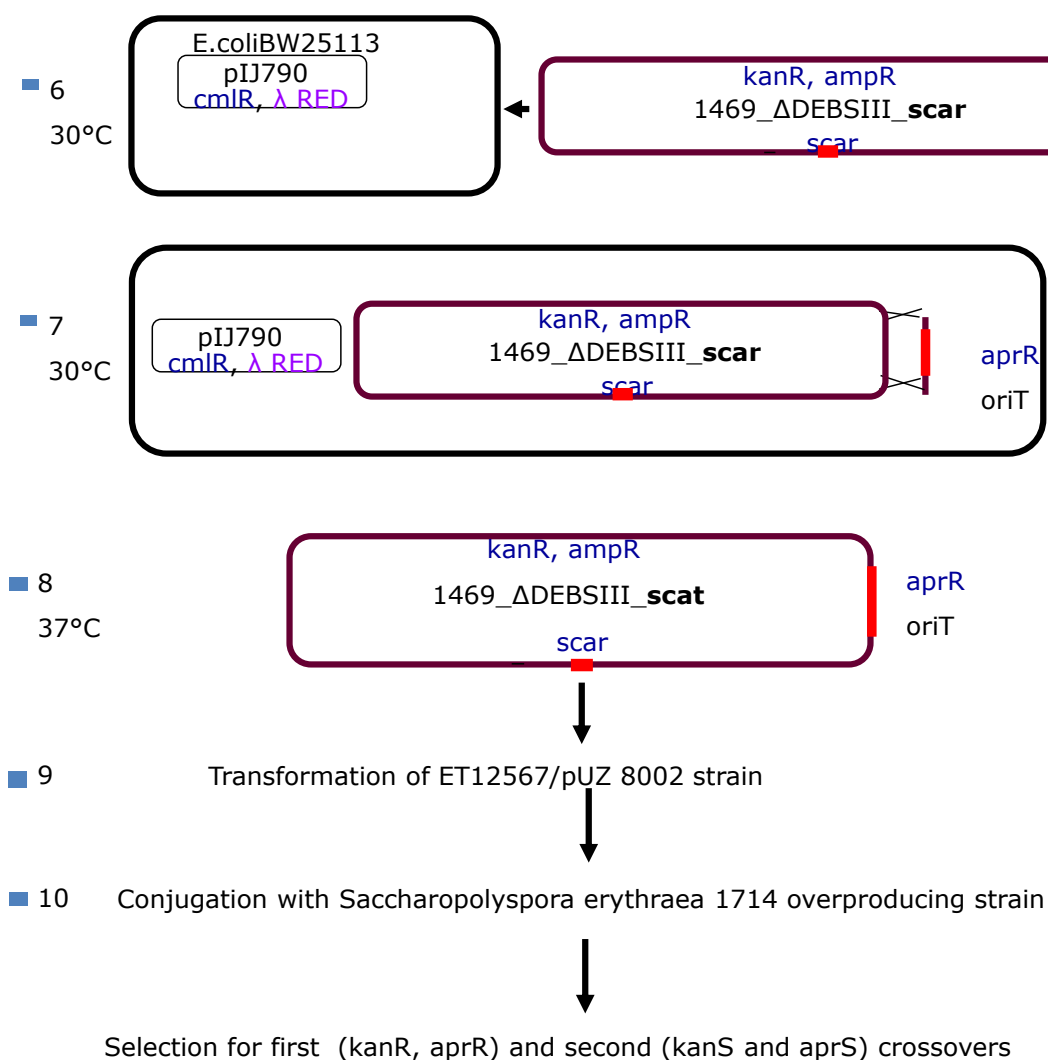 E.coliBW25113
pIJ790
cmlR, λ RED
6
30°C
kanR, ampR
1469_ΔDEBSIII_scar
scar
7
30°C
pIJ790
cmlR, λ RED
kanR, ampR
1469_ΔDEBSIII_scar
scar
aprR
oriT
8
37°C
kanR, ampR
1469_ΔDEBSIII_scat
scar
aprR
oriT
9
Transformation of ET12567/pUZ 8002 strain
10
Conjugation with Saccharopolyspora erythraea 1714 overproducing strain
Selection for first (kanR, aprR) and second (kanS and aprS) crossovers